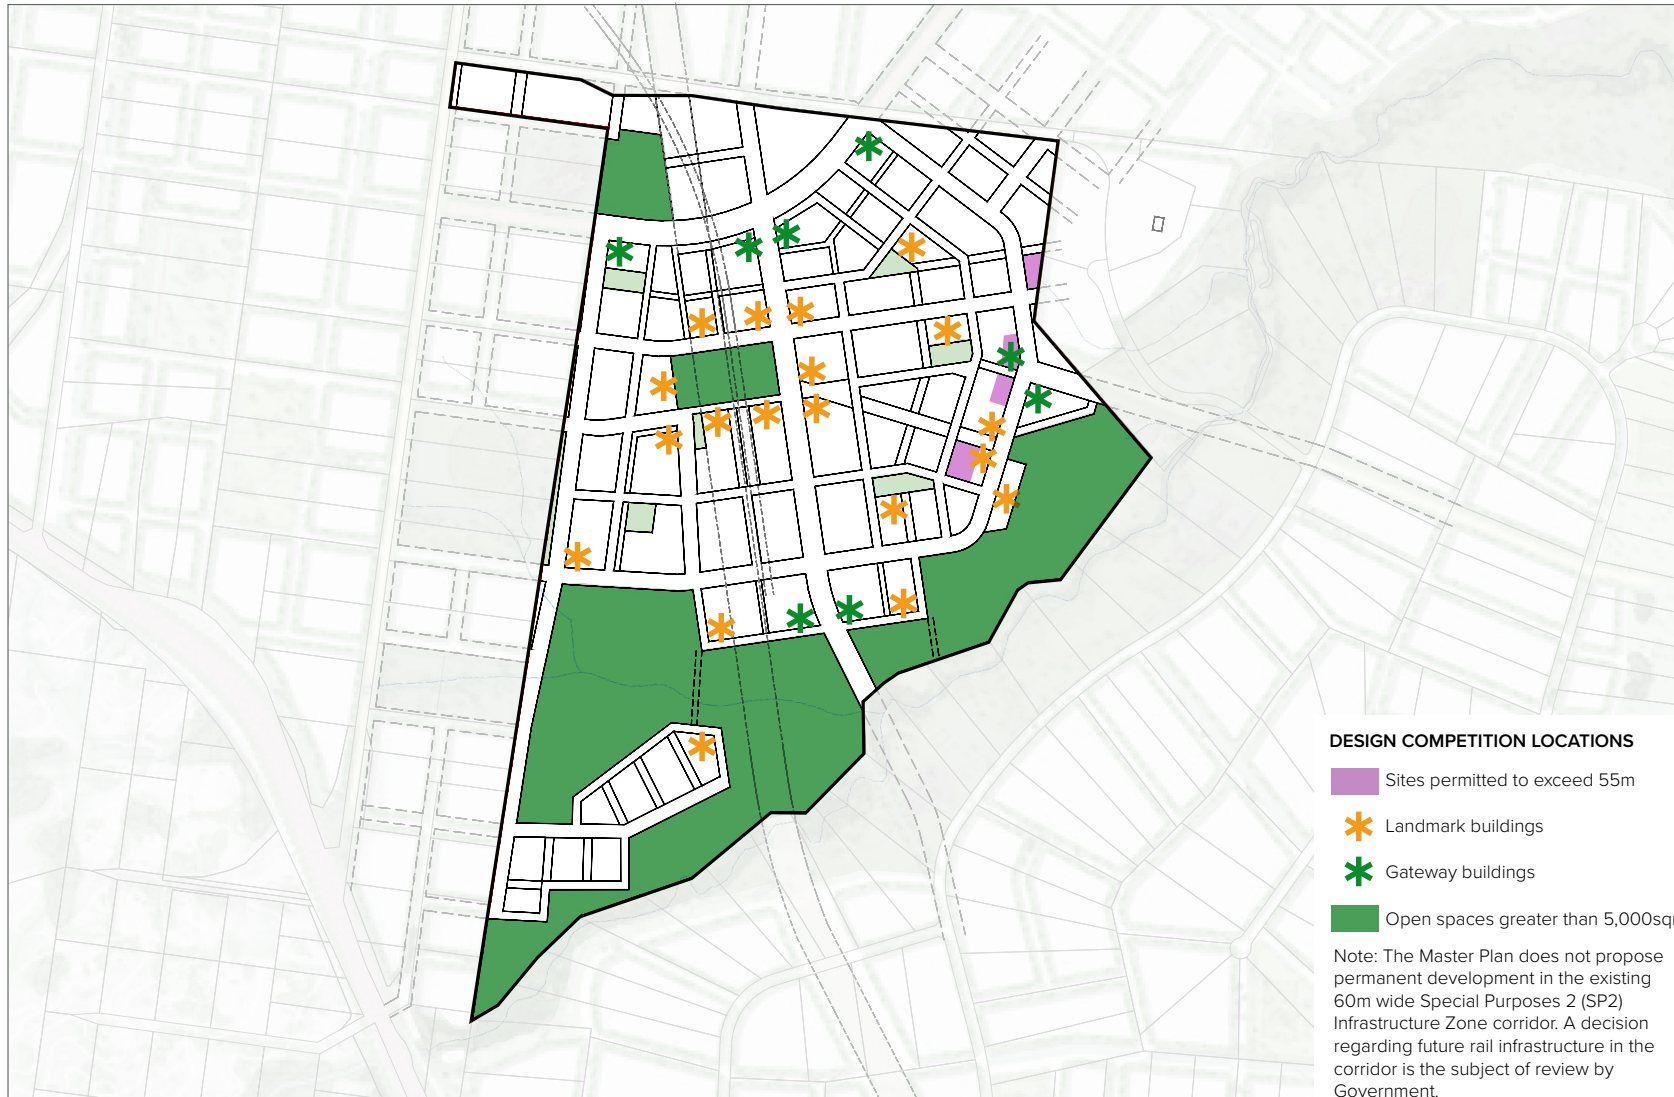 DESIGN COMPETITION LOCATIONS
Sites permitted to exceed 55m
Landmark buildings
Gateway buildings
Open spaces greater than 5,000sq
Note: The Master Plan does not propose
permanent development in the existing
60m wide Special Purposes 2 (SP2)
Infrastructure Zone corridor. A decision
regarding future rail infrastructure in the
corridor is the subject of review by
Government.